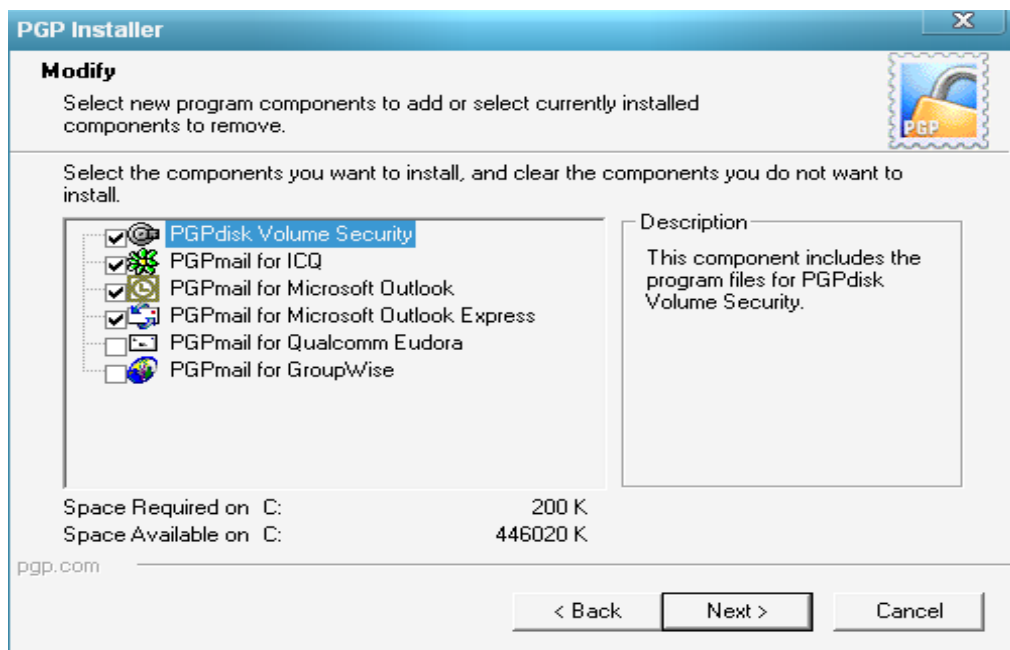 PGP Installer
Modify
Select new program components to add or select currently installed
components to remove.
PGP
Select the components you want to install, and clear the components you do not want to
install.
PGPdisk Volume Security
PGPmail for ICQ
PGPmail for Microsoft Outlook
PGPmail for Microsoft Outlook Express
PGPmail for Qualcomm Eudora
PGPmail for GroupWise
Description
This component includes the
program files for PGPdisk
Volume Security.
Space Required on C: 200 K
Space Available on C: 446020 K
pgp.com
< Back Next > Cancel